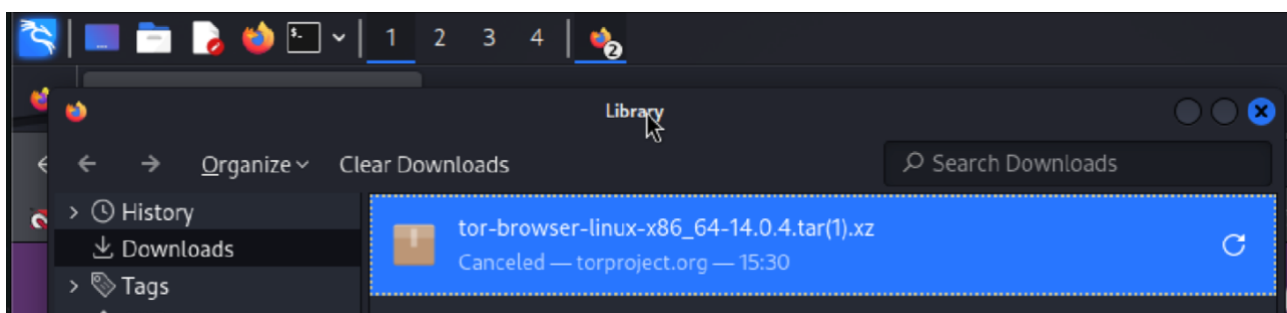 1 2 3 4 2
Library
Organize Clear Downloads Search Downloads
History
Downloads
Tags
tor-browser-linux-x86_64-14.0.4.tar(1).xz
Canceled — torproject.org — 15:30